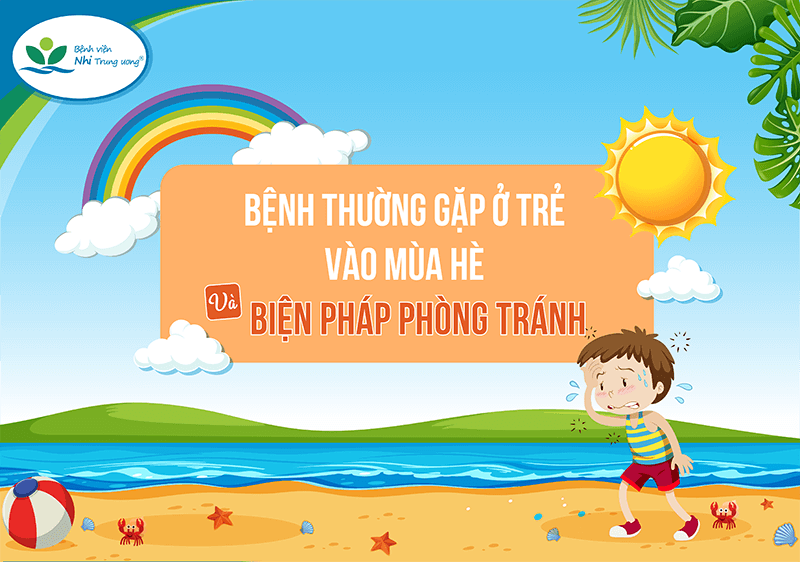 Bệnh viện
Nhi Trung ương®
BỆNH THƯỜNG GẶP Ở TRẺ
VÀO MÙA HÈ
Và
BIỆN PHÁP PHÒNG TRÁNH